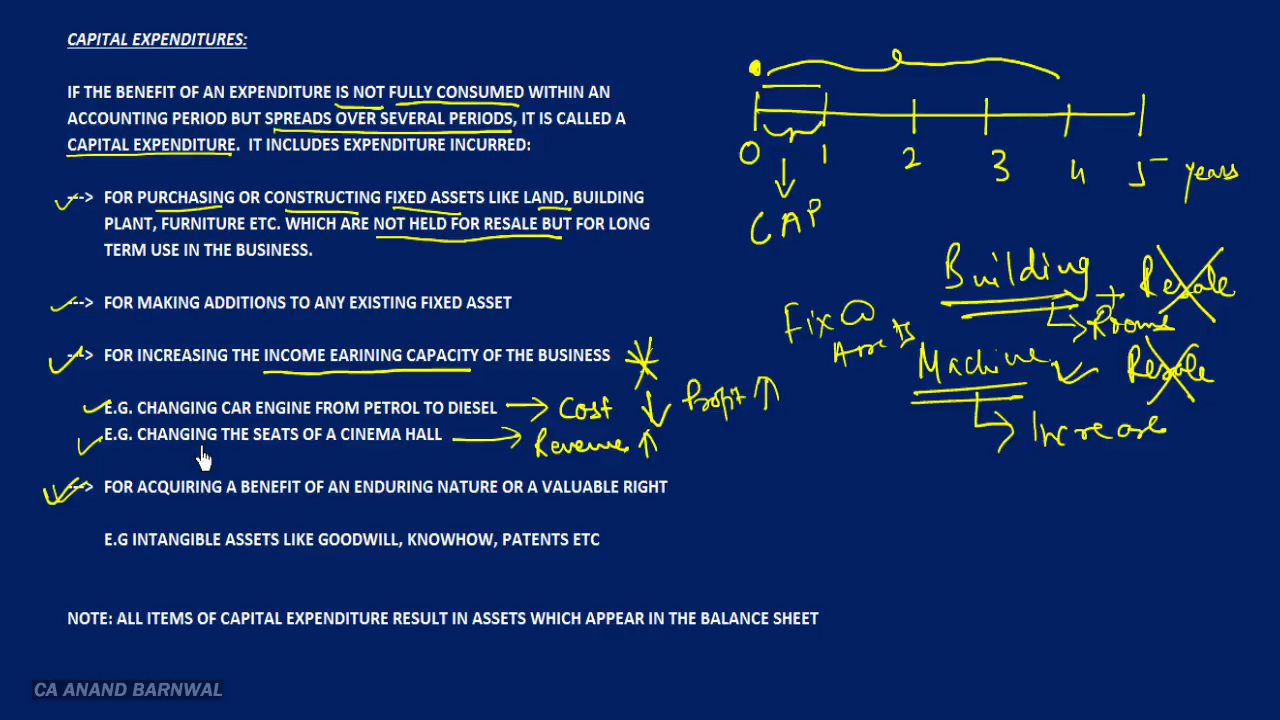 CAPITAL EXPENDITURES:
IF THE BENEFIT OF AN EXPENDITURE IS NOT FULLY CONSUMED WITHIN AN
ACCOUNTING PERIOD BUT SPREADS OVER SEVERAL PERIODS, IT IS CALLED A
CAPITAL EXPENDITURE. IT INCLUDES EXPENDITURE INCURRED:
---> FOR PURCHASING OR CONSTRUCTING FIXED ASSETS LIKE LAND, BUILDING
PLANT, FURNITURE ETC. WHICH ARE NOT HELD FOR RESALE BUT FOR LONG
TERM USE IN THE BUSINESS.
---> FOR MAKING ADDITIONS TO ANY EXISTING FIXED ASSET
---> FOR INCREASING THE INCOME EARINING CAPACITY OF THE BUSINESS
E.G. CHANGING CAR ENGINE FROM PETROL TO DIESEL
E.G. CHANGING THE SEATS OF A CINEMA HALL
---> FOR ACQUIRING A BENEFIT OF AN ENDURING NATURE OR A VALUABLE RIGHT
E.G INTANGIBLE ASSETS LIKE GOODWILL, KNOWHOW, PATENTS ETC
NOTE: ALL ITEMS OF CAPITAL EXPENDITURE RESULT IN ASSETS WHICH APPEAR IN THE BALANCE SHEET
CA ANAND BARNWAL
0 1 2 3 4 5 years
CAP
Building Resale
+ Rooms
Fix
Machine Resale
Increase
Cost ↓ Profit ↑
Revenue ↑